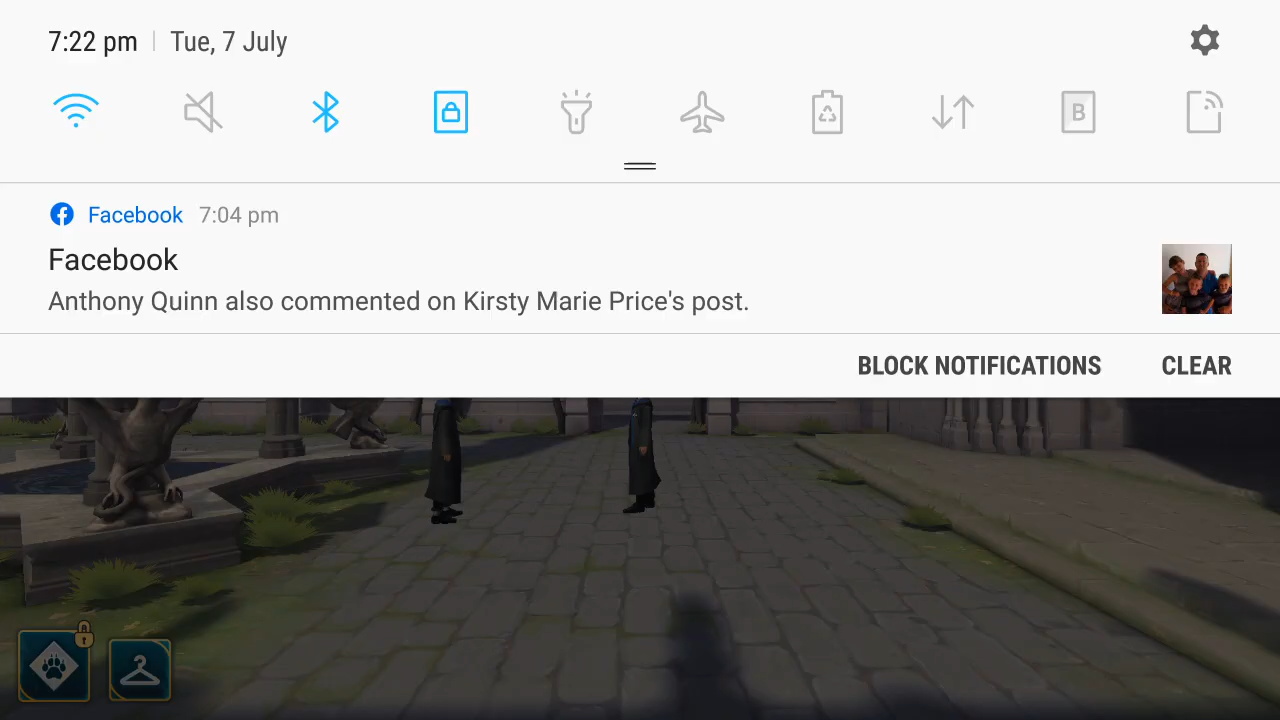 7:22 pm Tue, 7 July
B
Facebook 7:04 pm
Facebook
Anthony Quinn also commented on Kirsty Marie Price's post.
BLOCK NOTIFICATIONS CLEAR